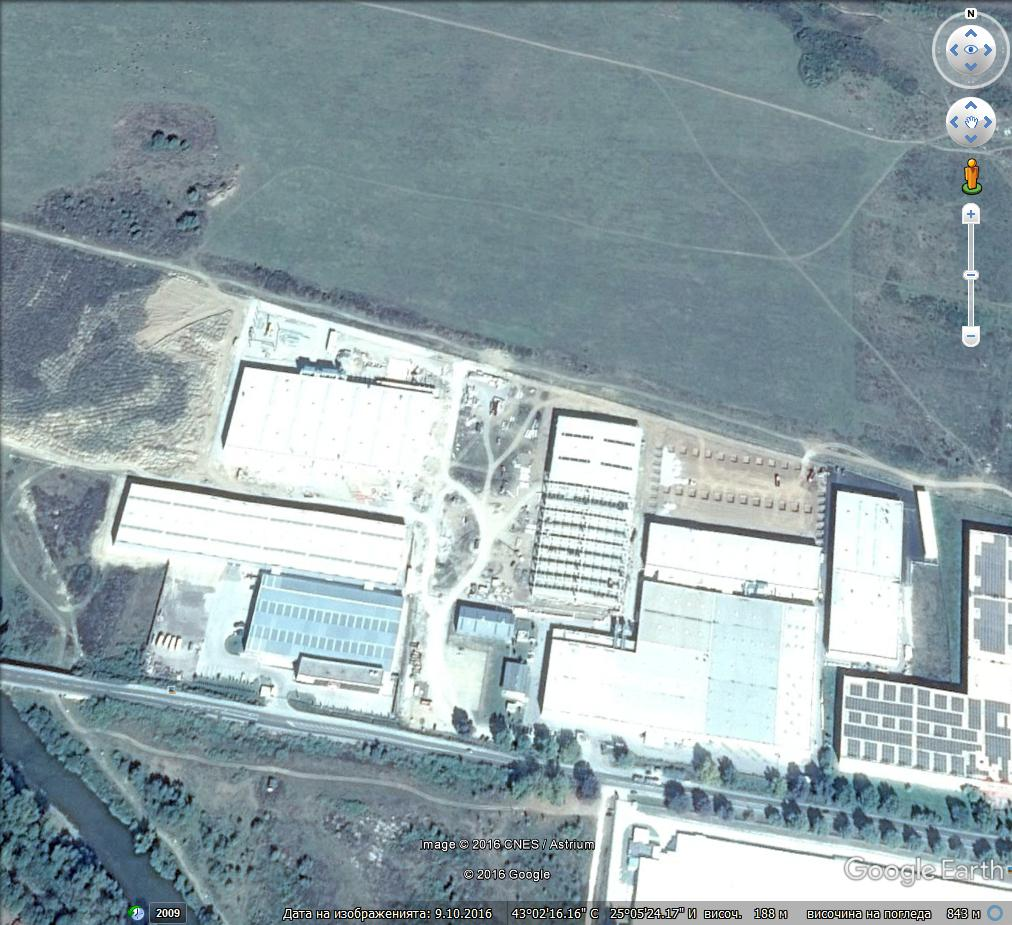 N
Image © 2016 CNES / Astrium
© 2016 Google
Google Earth
2009 Дата на изображенията: 9.10.2016 43°02'16.16" С 25°05'24.17" И височ. 188 м височина на погледа 843 м